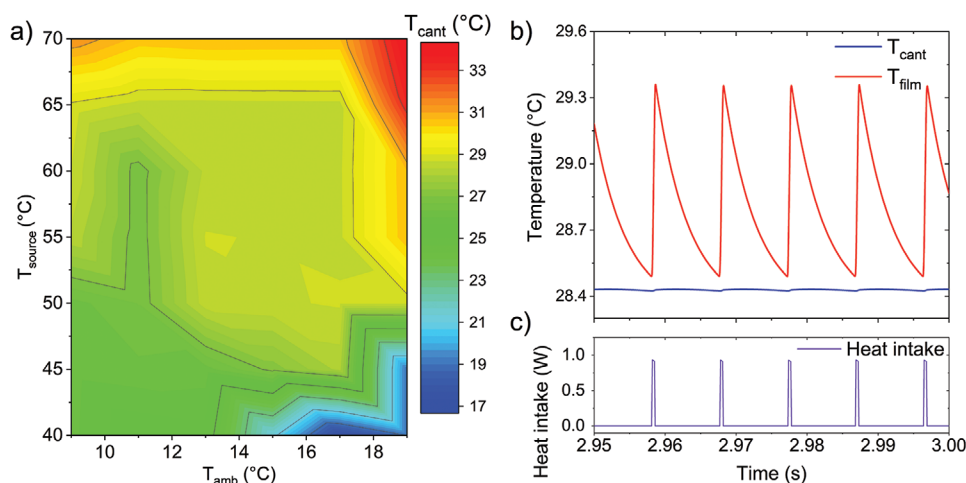 a)
T_cant (°C)
70
65
60
55
50
45
40
T_source (°C)
10
12
14
16
18
T_amb (°C)
33
31
29
27
25
23
21
19
17
b)
T_cant
T_film
29.6
29.3
29.0
28.7
28.4
Temperature (°C)
c)
Heat intake
1.0
0.5
0.0
Heat intake (W)
2.95
2.96
2.97
2.98
2.99
3.00
Time (s)